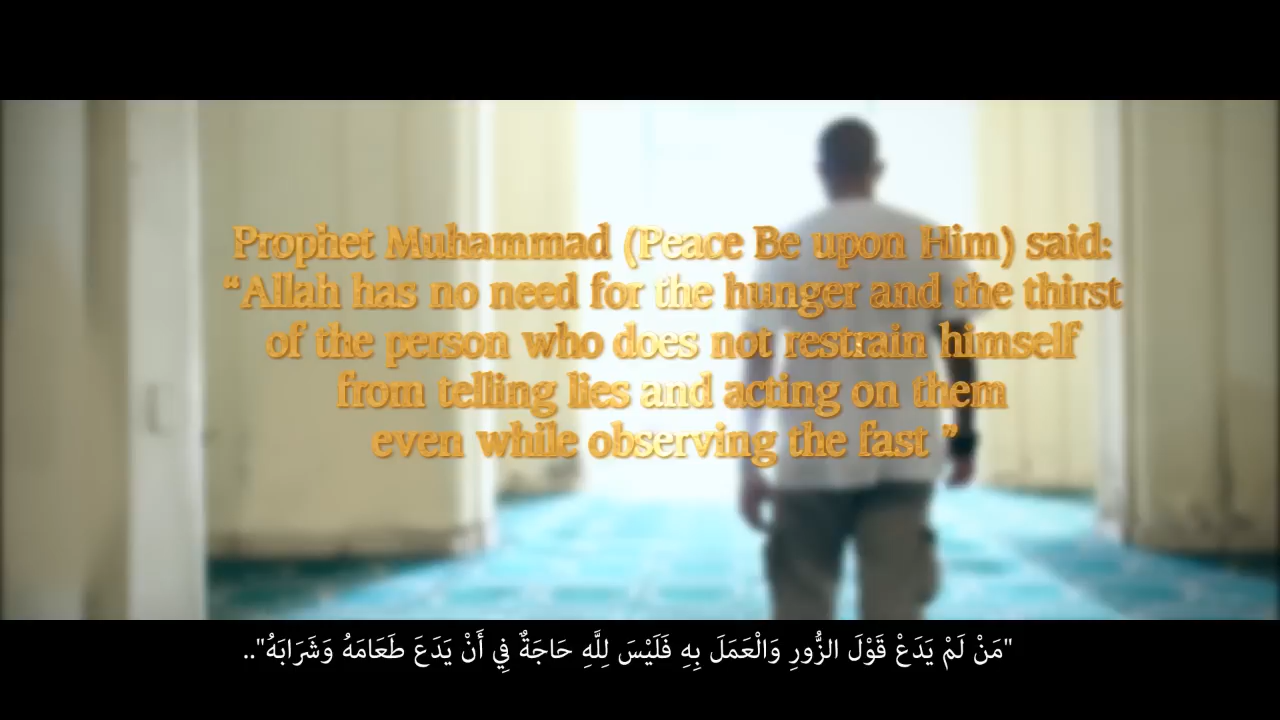 Prophet Muhammad (Peace Be upon Him) said:
“Allah has no need for the hunger and the thirst
of the person who does not restrain himself
from telling lies and acting on them
even while observing the fast ”
"مَنْ لَمْ يَدَعْ قَوْلَ الزُّورِ وَالْعَمَلَ بِهِ فَلَيْسَ لِلَّهِ حَاجَةٌ فِي أَنْ يَدَعَ طَعَامَهُ وَشَرَابَهُ"..